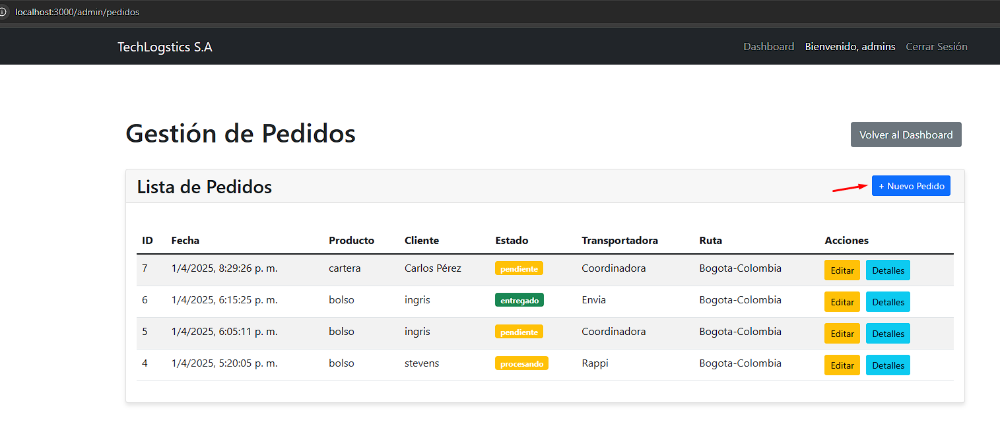 localhost:3000/admin/pedidos
TechLogstics S.A Dashboard Bienvenido, admins Cerrar Sesión
Gestión de Pedidos Volver al Dashboard
Lista de Pedidos + Nuevo Pedido
ID Fecha Producto Cliente Estado Transportadora Ruta Acciones
7 1/4/2025, 8:29:26 p. m. cartera Carlos Pérez pendiente Coordinadora Bogota-Colombia Editar Detalles
6 1/4/2025, 6:15:25 p. m. bolso ingris entregado Envia Bogota-Colombia Editar Detalles
5 1/4/2025, 6:05:11 p. m. bolso ingris pendiente Coordinadora Bogota-Colombia Editar Detalles
4 1/4/2025, 5:20:05 p. m. bolso stevens procesando Rappi Bogota-Colombia Editar Detalles